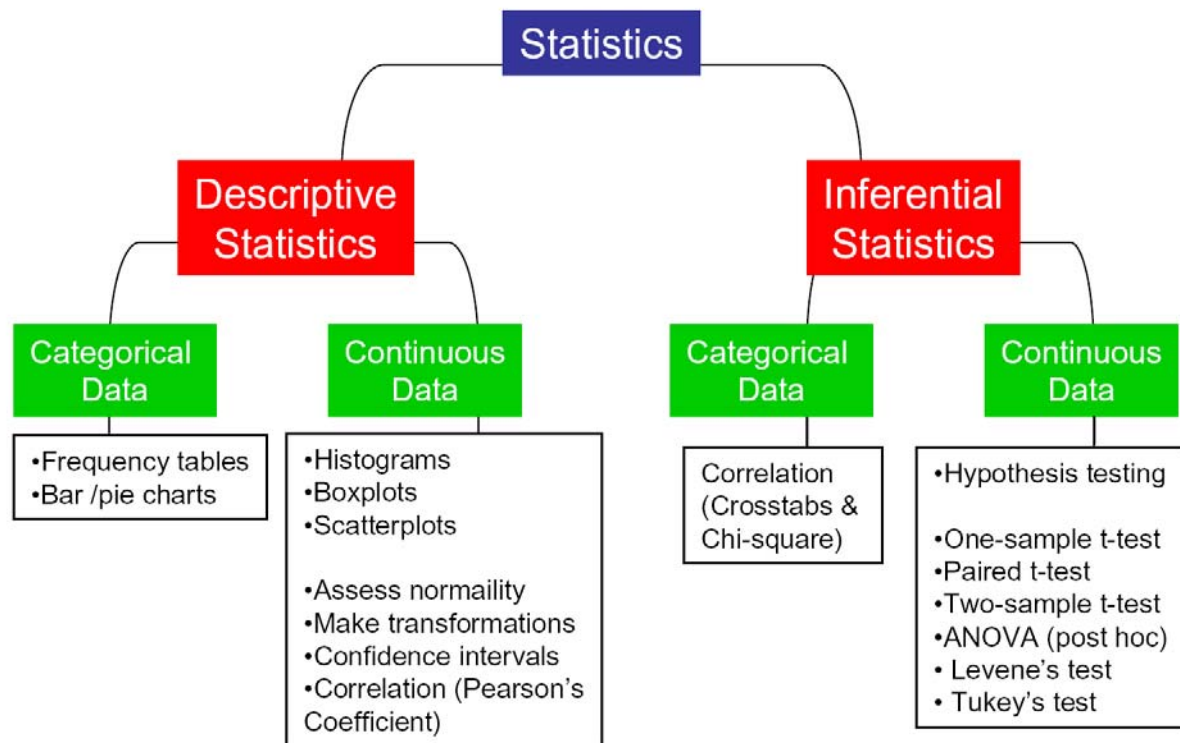 Statistics
Descriptive
Statistics
Inferential
Statistics
Categorical
Data
Continuous
Data
Categorical
Data
Continuous
Data
•Frequency tables
•Bar /pie charts
•Histograms
•Boxplots
•Scatterplots
•Assess normaility
•Make transformations
•Confidence intervals
•Correlation (Pearson's
Coefficient)
Correlation
(Crosstabs &
Chi-square)
•Hypothesis testing
•One-sample t-test
•Paired t-test
•Two-sample t-test
•ANOVA (post hoc)
• Levene's test
• Tukey's test